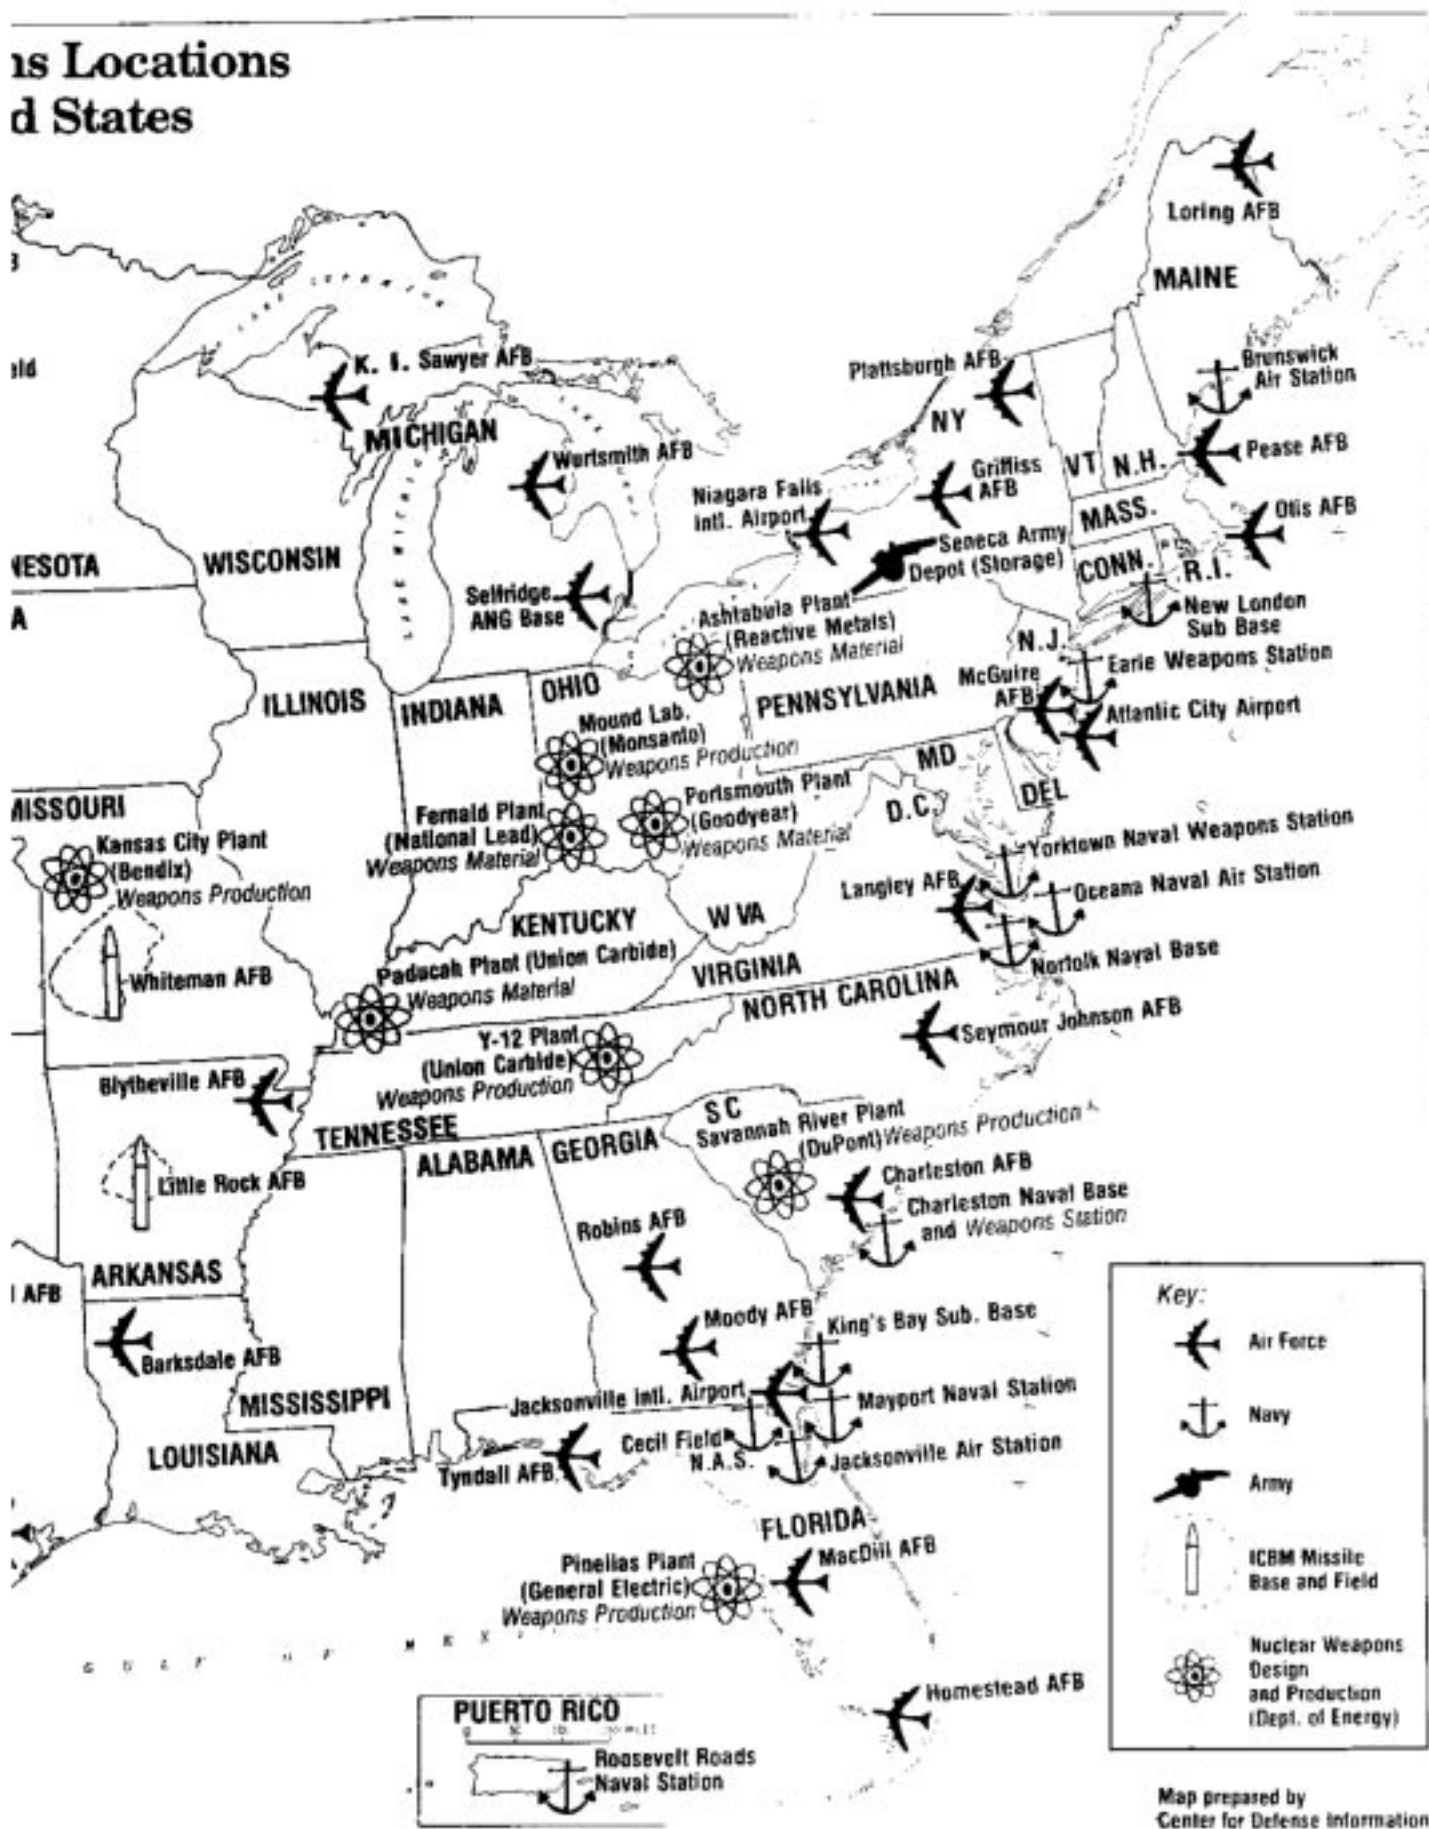 ns Locations
d States
Loring AFB
MAINE
K. I. Sawyer AFB
eld
Plattsburgh AFB
Brunswick
Air Station
NY
MICHIGAN
Wurtsmith AFB
VT
N.H.
Pease AFB
Griffiss
AFB
Niagara Falls
Intl. Airport
MASS.
Otis AFB
Seneca Army
Depot (Storage)
NESOTA
WISCONSIN
CONN.
R.I.
Selfridge
ANG Base
A
New London
Sub Base
Ashtabula Plant
(Reactive Metals)
Weapons Material
N.J.
Earle Weapons Station
McGuire
AFB
ILLINOIS
INDIANA
OHIO
PENNSYLVANIA
Atlantic City Airport
Mound Lab.
(Monsanto)
Weapons Production
MD
DEL
D.C.
MISSOURI
Fernald Plant
(National Lead)
Weapons Material
Portsmouth Plant
(Goodyear)
Weapons Material
Kansas City Plant
(Bendix)
Weapons Production
Yorktown Naval Weapons Station
Langley AFB
Oceana Naval Air Station
KENTUCKY
W VA
Norfolk Naval Base
Whiteman AFB
Paducah Plant (Union Carbide)
Weapons Material
VIRGINIA
NORTH CAROLINA
Seymour Johnson AFB
Y-12 Plant
(Union Carbide)
Weapons Production
Blytheville AFB
TENNESSEE
SC
Savannah River Plant
(DuPont) Weapons Production
ALABAMA
GEORGIA
Little Rock AFB
Charleston AFB
Charleston Naval Base
and Weapons Station
Robins AFB
ARKANSAS
AFB
Moody AFB
King's Bay Sub. Base
Barksdale AFB
MISSISSIPPI
Jacksonville Intl. Airport
Mayport Naval Station
LOUISIANA
Cecil Field
N.A.S.
Jacksonville Air Station
Tyndall AFB
FLORIDA
Pinellas Plant
(General Electric)
Weapons Production
MacDill AFB
GULF OF MEXI
Homestead AFB
PUERTO RICO
Roosevelt Roads
Naval Station
Key:
Air Force
Navy
Army
ICBM Missile
Base and Field
Nuclear Weapons
Design
and Production
(Dept. of Energy)
Map prepared by
Center for Defense Information